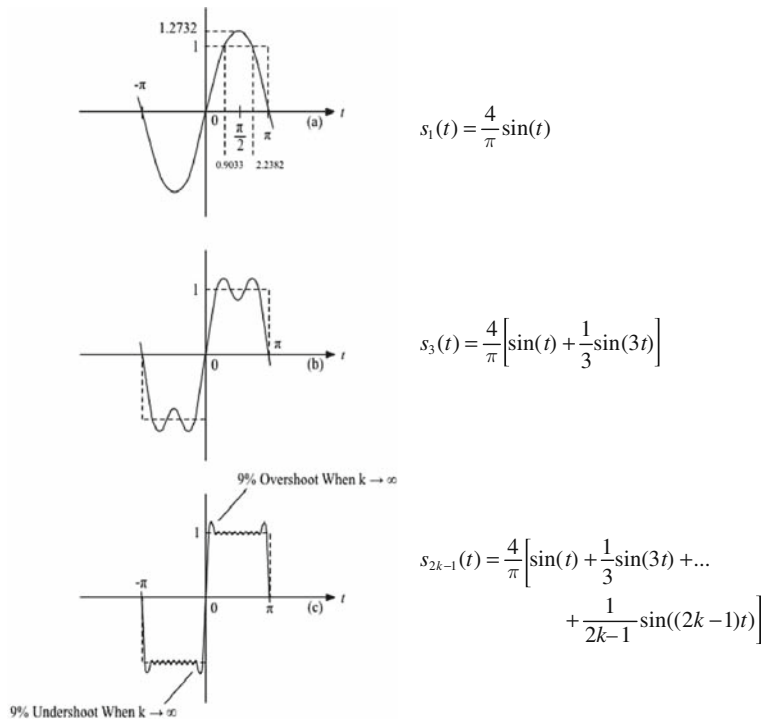 1.2732
1
-π
0
π/2
π
(a)
t
0.9033
2.2382
s₁(t) = 4/π sin(t)
1
π
0
(b)
t
s₃(t) = 4/π [sin(t) + 1/3 sin(3t)]
9% Overshoot When k → ∞
1
-π
0
π
(c)
t
s₂ₖ₋₁(t) = 4/π [sin(t) + 1/3 sin(3t) + ...
+ 1/2k–1 sin((2k – 1)t)]
9% Undershoot When k → ∞